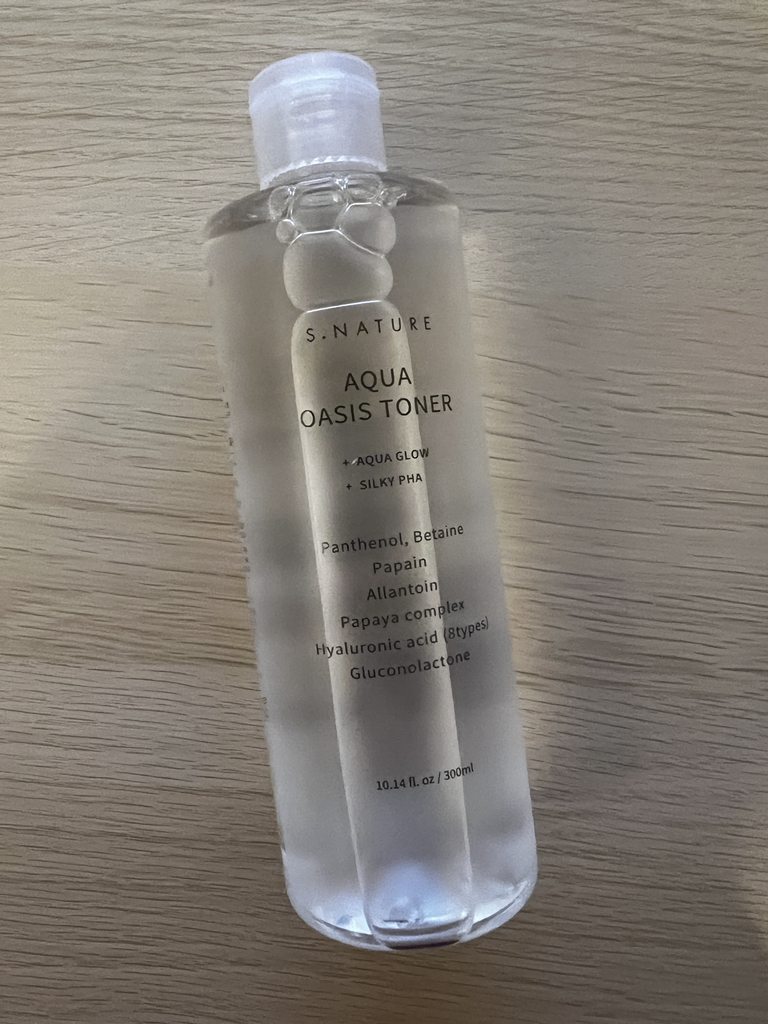 S.NATURE
AQUA
OASIS TONER
+ AQUA GLOW
+ SILKY PHA
Panthenol, Betaine
Papain
Allantoin
Papaya complex
Hyaluronic acid (8types)
Gluconolactone
10.14 fl. oz / 300ml